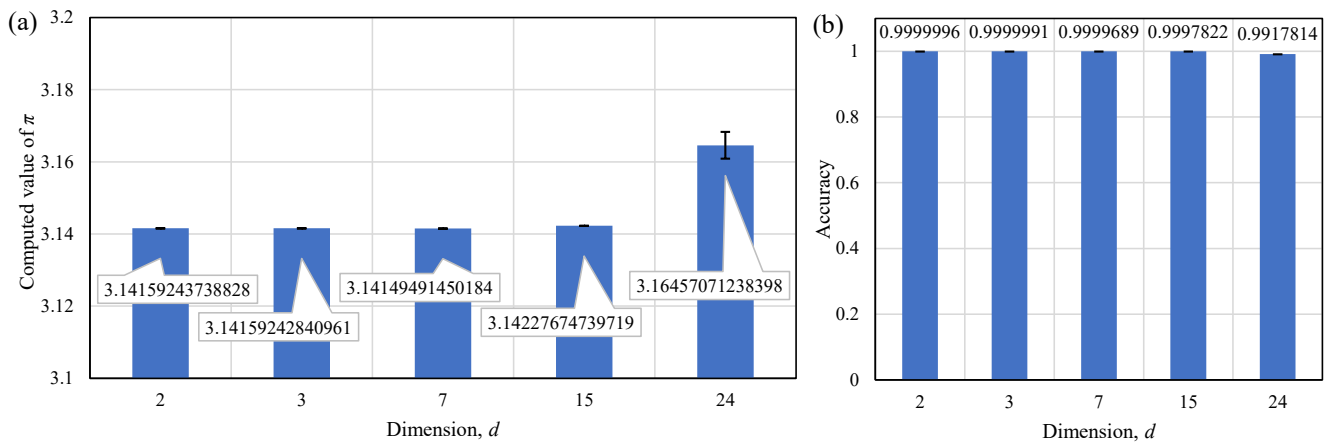 (a)
Computed value of π
3.2
3.18
3.16
3.14
3.12
3.1
3.14159243738828
3.14159242840961
3.14149491450184
3.14227674739719
3.16457071238398
2 3 7 15 24
Dimension, d
(b)
Accuracy
0.9999996 0.9999991 0.9999689 0.9997822 0.9917814
1
0.8
0.6
0.4
0.2
0
2 3 7 15 24
Dimension, d